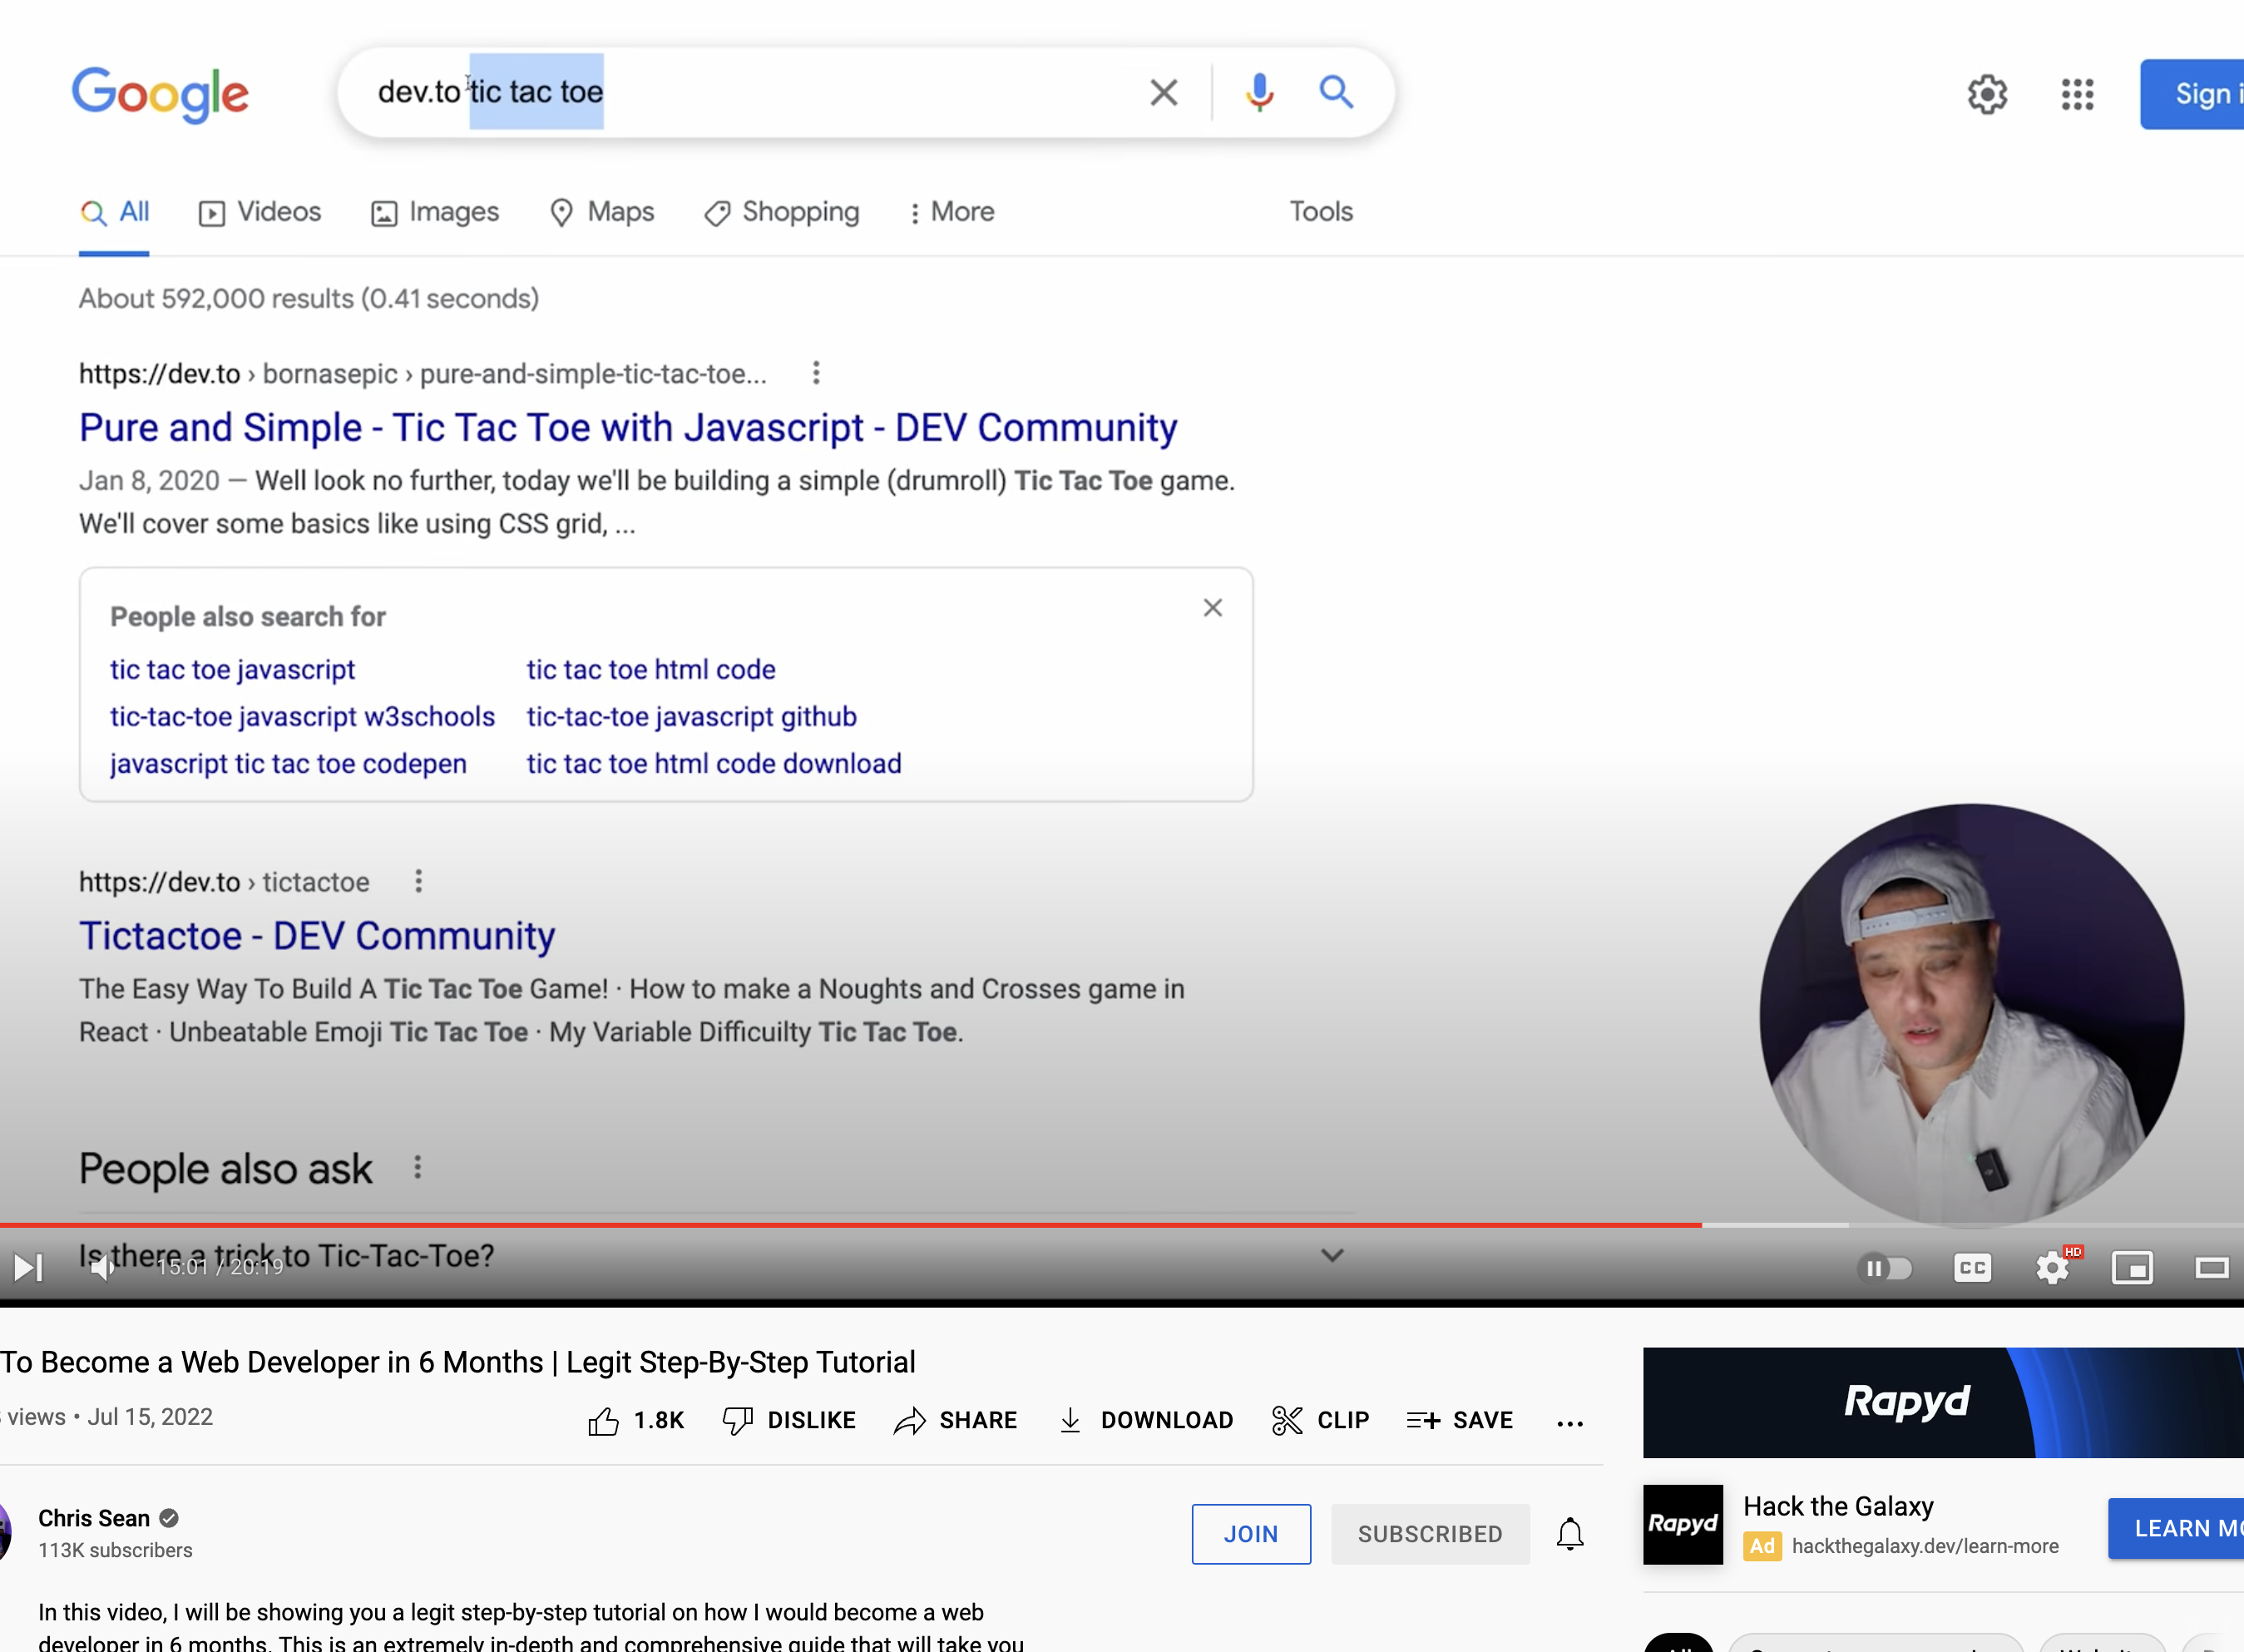 Google
dev.to tic tac toe
Sign i
All
Videos
Images
Maps
Shopping
More
Tools
About 592,000 results (0.41 seconds)
https://dev.to › bornasepic › pure-and-simple-tic-tac-toe...
Pure and Simple - Tic Tac Toe with Javascript - DEV Community
Jan 8, 2020 — Well look no further, today we'll be building a simple (drumroll) Tic Tac Toe game.
We'll cover some basics like using CSS grid, ...
People also search for
tic tac toe javascript
tic tac toe html code
tic-tac-toe javascript w3schools
tic-tac-toe javascript github
javascript tic tac toe codepen
tic tac toe html code download
https://dev.to › tictactoe
Tictactoe - DEV Community
The Easy Way To Build A Tic Tac Toe Game! · How to make a Noughts and Crosses game in
React · Unbeatable Emoji Tic Tac Toe · My Variable Difficuilty Tic Tac Toe.
People also ask
Is there a trick to Tic-Tac-Toe?
15:01 / 20:19
CC
HD
To Become a Web Developer in 6 Months | Legit Step-By-Step Tutorial
views • Jul 15, 2022
1.8K
DISLIKE
SHARE
DOWNLOAD
CLIP
SAVE
Rapyd
Chris Sean
113K subscribers
JOIN
SUBSCRIBED
Rapyd
Hack the Galaxy
Ad hackthegalaxy.dev/learn-more
LEARN MO
In this video, I will be showing you a legit step-by-step tutorial on how I would become a web
developer in 6 months. This is an extremely in-depth and comprehensive guide that will take you